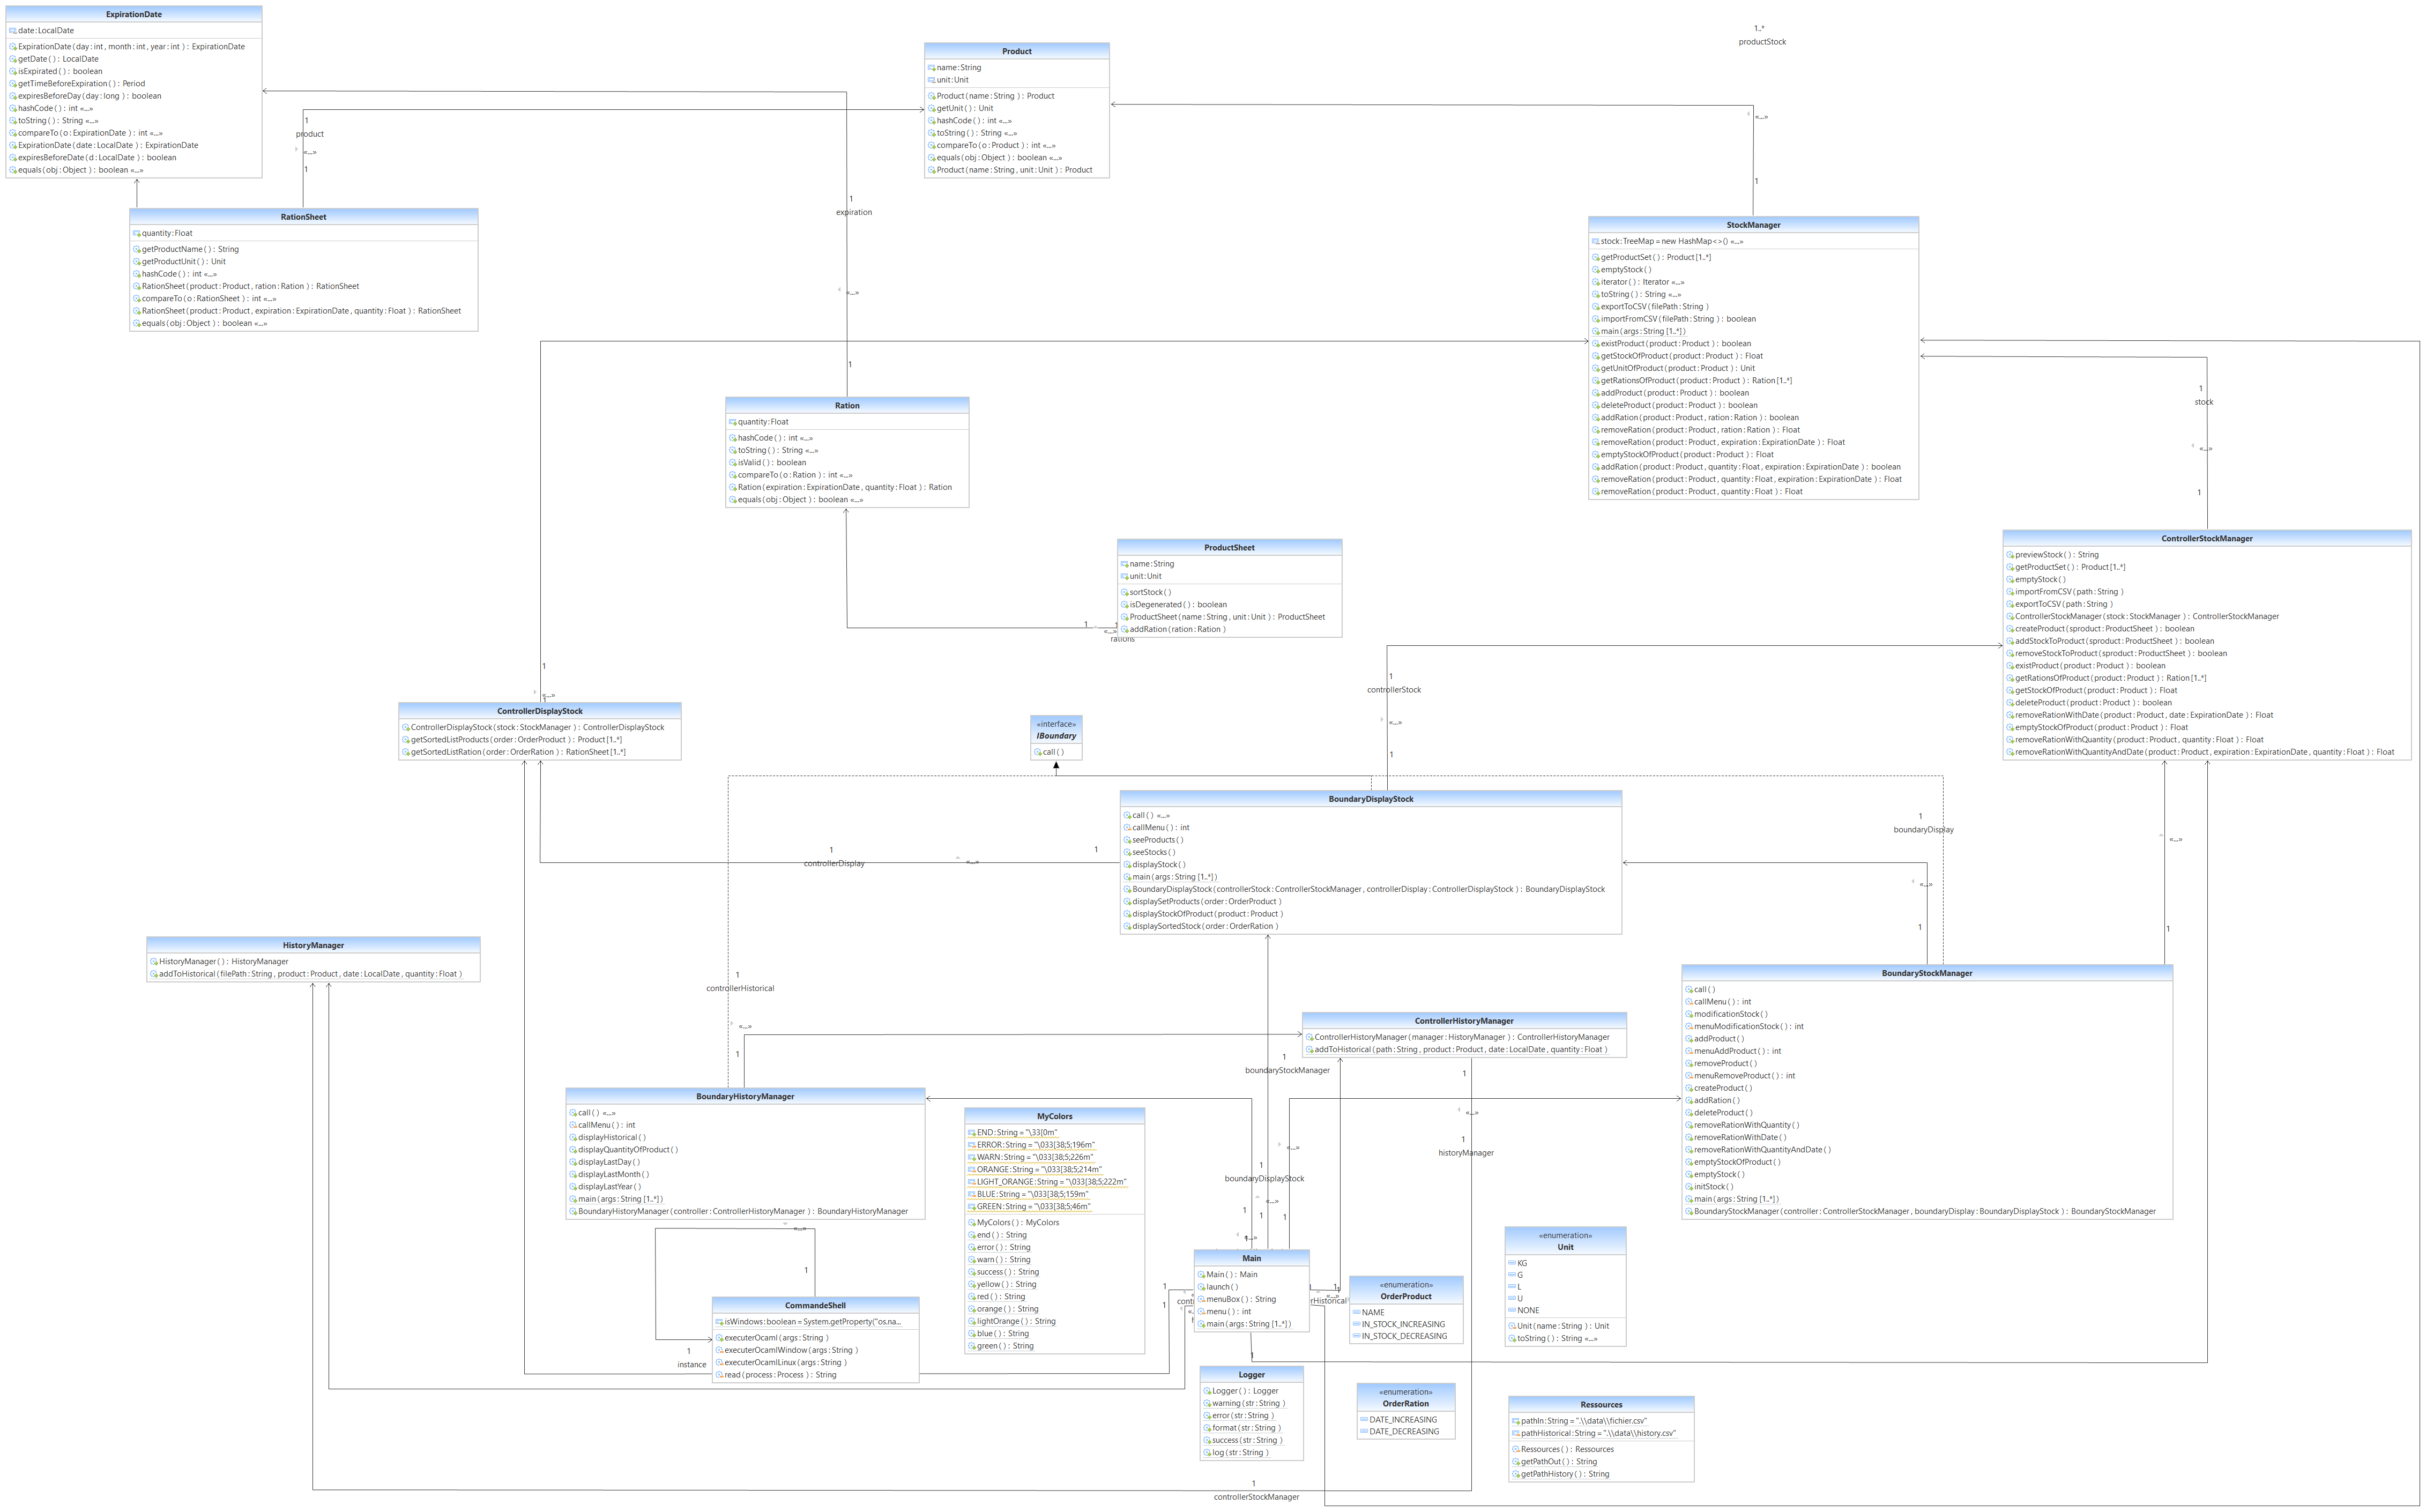 ExpirationDate
date:LocalDate
ExpirationDate(day:int, month:int, year:int): ExpirationDate
getDate(): LocalDate
isExpirated(): boolean
getTimeBeforeExpiration(): Period
expiresBeforeDay(day:long): boolean
hashCode(): int «...»
toString(): String «...»
compareTo(o:ExpirationDate): int «...»
ExpirationDate(date:LocalDate): ExpirationDate
expiresBeforeDate(d:LocalDate): boolean
equals(obj:Object): boolean «...»
Product
name:String
unit:Unit
Product(name:String): Product
getUnit(): Unit
hashCode(): int «...»
toString(): String «...»
compareTo(o:Product): int «...»
equals(obj:Object): boolean «...»
Product(name:String, unit:Unit): Product
1..*
productStock
«...»
1
1
product
«...»
1
RationSheet
quantity:Float
getProductName(): String
getProductUnit(): Unit
hashCode(): int «...»
RationSheet(product:Product, ration:Ration): RationSheet
compareTo(o:RationSheet): int «...»
RationSheet(product:Product, expiration:ExpirationDate, quantity:Float): RationSheet
equals(obj:Object): boolean «...»
1
expiration
«...»
1
StockManager
stock:TreeMap = new HashMap<>() «...»
getProductSet(): Product[1..*]
emptyStock()
iterator(): Iterator «...»
toString(): String «...»
exportToCSV(filePath:String)
importFromCSV(filePath:String): boolean
main(args:String[1..*])
existProduct(product:Product): boolean
getStockOfProduct(product:Product): Float
getUnitOfProduct(product:Product): Unit
getRationsOfProduct(product:Product): Ration[1..*]
addProduct(product:Product): boolean
deleteProduct(product:Product): boolean
addRation(product:Product, ration:Ration): boolean
removeRation(product:Product, ration:Ration): Float
removeRation(product:Product, expiration:ExpirationDate): Float
emptyStockOfProduct(product:Product): Float
addRation(product:Product, quantity:Float, expiration:ExpirationDate): boolean
removeRation(product:Product, quantity:Float, expiration:ExpirationDate): Float
removeRation(product:Product, quantity:Float): Float
1
stock
«...»
1
Ration
quantity:Float
hashCode(): int «...»
toString(): String «...»
isValid(): boolean
compareTo(o:Ration): int «...»
Ration(expiration:ExpirationDate, quantity:Float): Ration
equals(obj:Object): boolean «...»
ProductSheet
name:String
unit:Unit
sortStock()
isDegenerated(): boolean
ProductSheet(name:String, unit:Unit): ProductSheet
addRation(ration:Ration)
1
«...»
1
rations
ControllerStockManager
previewStock(): String
getProductSet(): Product[1..*]
emptyStock()
importFromCSV(path:String)
exportToCSV(path:String)
ControllerStockManager(stock:StockManager): ControllerStockManager
createProduct(sproduct:ProductSheet): boolean
addStockToProduct(sproduct:ProductSheet): boolean
removeStockToProduct(sproduct:ProductSheet): boolean
existProduct(product:Product): boolean
getRationsOfProduct(product:Product): Ration[1..*]
getStockOfProduct(product:Product): Float
deleteProduct(product:Product): boolean
removeRationWithDate(product:Product, date:ExpirationDate): Float
emptyStockOfProduct(product:Product): Float
removeRationWithQuantity(product:Product, quantity:Float): Float
removeRationWithQuantityAndDate(product:Product, expiration:ExpirationDate, quantity:Float): Float
1
«...»
1
ControllerDisplayStock
ControllerDisplayStock(stock:StockManager): ControllerDisplayStock
getSortedListProducts(order:OrderProduct): Product[1..*]
getSortedListRation(order:OrderRation): RationSheet[1..*]
«interface»
IBoundary
call()
1
controllerStock
«...»
1
BoundaryDisplayStock
call() «...»
callMenu(): int
seeProducts()
seeStocks()
displayStock()
main(args:String[1..*])
BoundaryDisplayStock(controllerStock:ControllerStockManager, controllerDisplay:ControllerDisplayStock): BoundaryDisplayStock
displaySetProducts(order:OrderProduct)
displayStockOfProduct(product:Product)
displaySortedStock(order:OrderRation)
1
controllerDisplay
«...»
1
1
boundaryDisplay
«...»
1
«...»
1
HistoryManager
HistoryManager(): HistoryManager
addToHistorical(filePath:String, product:Product, date:LocalDate, quantity:Float)
1
controllerHistorical
«...»
1
ControllerHistoryManager
ControllerHistoryManager(manager:HistoryManager): ControllerHistoryManager
addToHistorical(path:String, product:Product, date:LocalDate, quantity:Float)
BoundaryStockManager
call()
callMenu(): int
modificationStock()
menuModificationStock(): int
addProduct()
menuAddProduct(): int
removeProduct()
menuRemoveProduct(): int
createProduct()
addRation()
deleteProduct()
removeRationWithQuantity()
removeRationWithDate()
removeRationWithQuantityAndDate()
emptyStockOfProduct()
emptyStock()
initStock()
main(args:String[1..*])
BoundaryStockManager(controller:ControllerStockManager, boundaryDisplay:BoundaryDisplayStock): BoundaryStockManager
BoundaryHistoryManager
call() «...»
callMenu(): int
displayHistorical()
displayQuantityOfProduct()
displayLastDay()
displayLastMonth()
displayLastYear()
main(args:String[1..*])
BoundaryHistoryManager(controller:ControllerHistoryManager): BoundaryHistoryManager
MyColors
END:String = "\33[0m"
ERROR:String = "\033[38;5;196m"
WARN:String = "\033[38;5;226m"
ORANGE:String = "\033[38;5;214m"
LIGHT_ORANGE:String = "\033[38;5;222m"
BLUE:String = "\033[38;5;159m"
GREEN:String = "\033[38;5;46m"
MyColors(): MyColors
end(): String
error(): String
warn(): String
success(): String
yellow(): String
red(): String
orange(): String
lightOrange(): String
blue(): String
green(): String
1
boundaryStockManager
«...»
1
1
boundaryDisplayStock
«...»
1
1
«...»
1
«...»
1
historyManager
Main
Main(): Main
launch()
menuBox(): String
menu(): int
main(args:String[1..*])
1
1
1
«...»
1
CommandeShell
isWindows:boolean = System.getProperty("os.na...
executerOcaml(args:String)
executerOcamlWindow(args:String)
executerOcamlLinux(args:String)
read(process:Process): String
«...»
1
1
instance
«enumeration»
OrderProduct
NAME
IN_STOCK_INCREASING
IN_STOCK_DECREASING
«enumeration»
Unit
KG
G
L
U
NONE
Unit(name:String): Unit
toString(): String «...»
Logger
Logger(): Logger
warning(str:String)
error(str:String)
format(str:String)
success(str:String)
log(str:String)
«enumeration»
OrderRation
DATE_INCREASING
DATE_DECREASING
Ressources
pathIn:String = ".\\data\\fichier.csv"
pathHistorical:String = ".\\data\\history.csv"
Ressources(): Ressources
getPathOut(): String
getPathHistory(): String
1
controllerStockManager